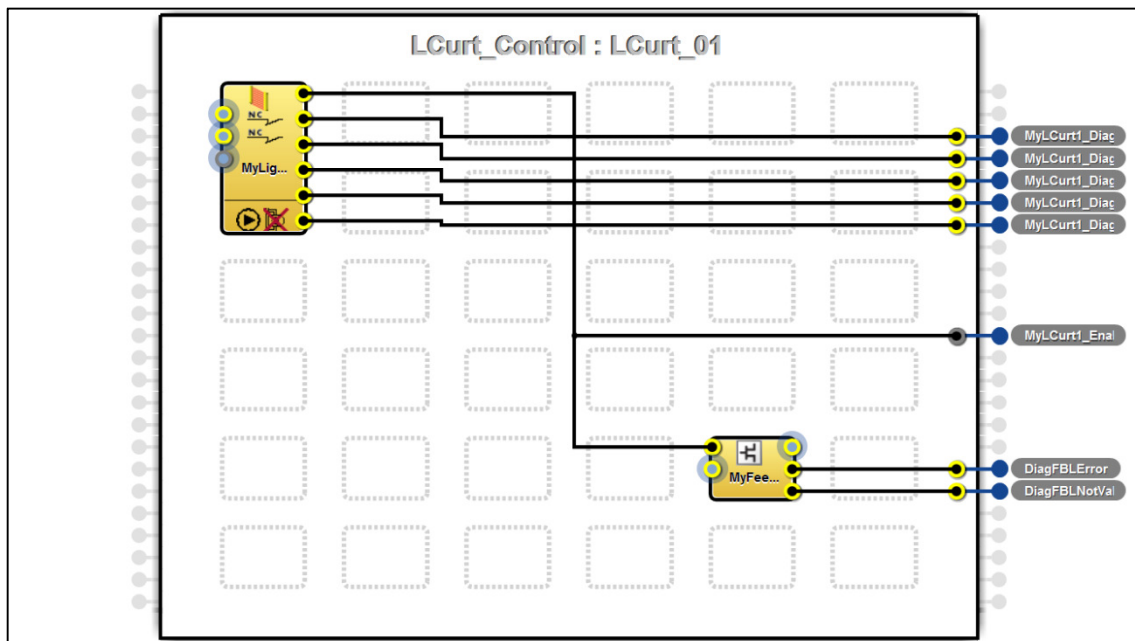 LCurt_Control : LCurt_01
NC
NC
MyLig...
MyLCurt1_Diag
MyLCurt1_Diag
MyLCurt1_Diag
MyLCurt1_Diag
MyLCurt1_Diag
MyLCurt1_Enal
MyFee...
DiagFBLError
DiagFBLNotVal